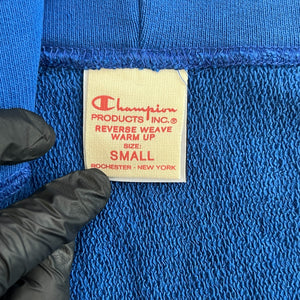 Champion
PRODUCTS INC.®
REVERSE WEAVE
WARM UP
SIZE:
SMALL
ROCHESTER - NEW YORK